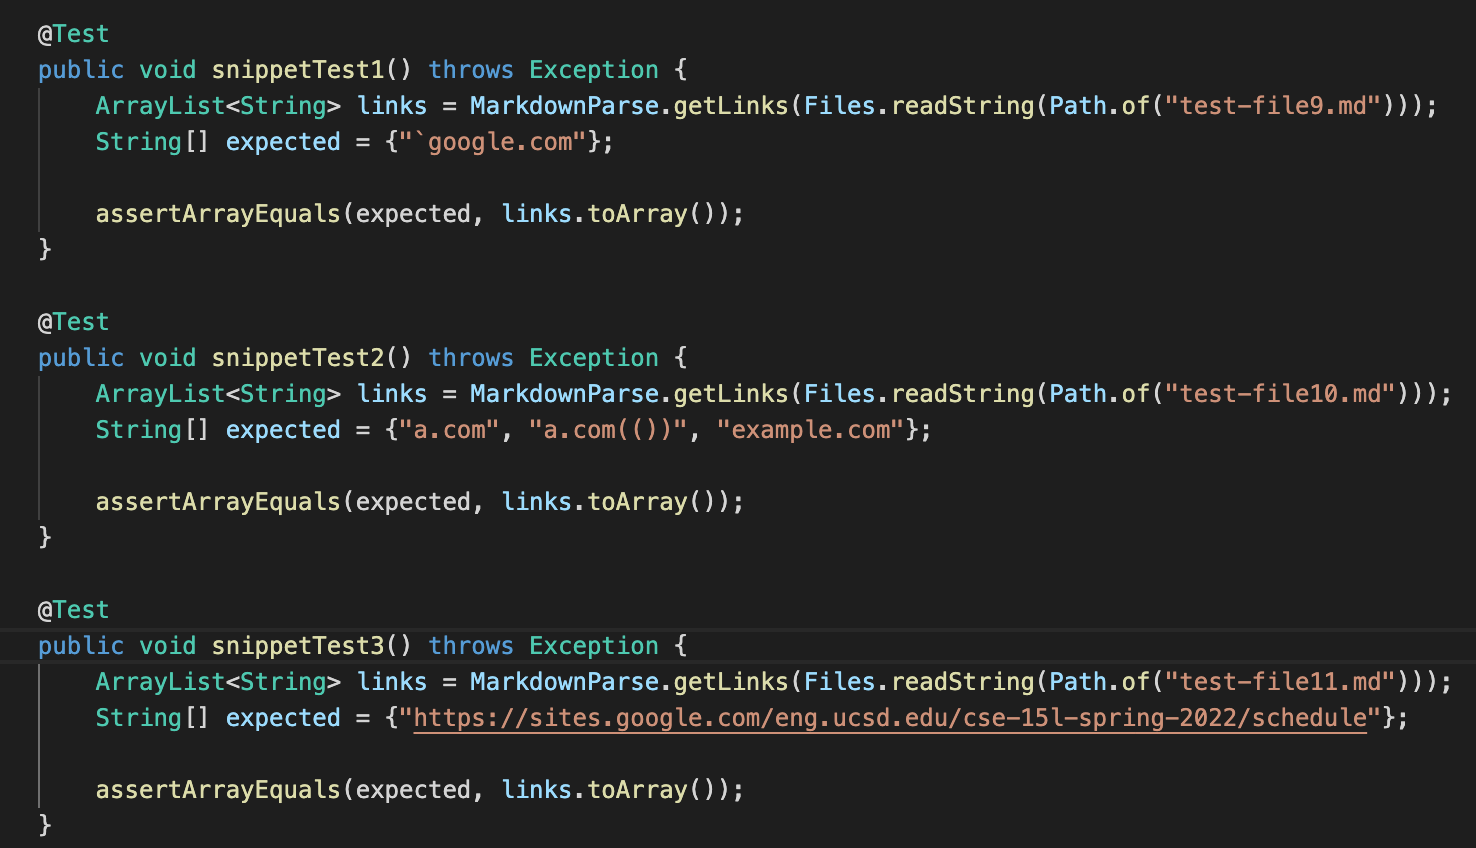 @Test
public void snippetTest1() throws Exception {
    ArrayList<String> links = MarkdownParse.getLinks(Files.readString(Path.of("test-file9.md")));
    String[] expected = {"`google.com"};

    assertArrayEquals(expected, links.toArray());
}

@Test
public void snippetTest2() throws Exception {
    ArrayList<String> links = MarkdownParse.getLinks(Files.readString(Path.of("test-file10.md")));
    String[] expected = {"a.com", "a.com(())", "example.com"};

    assertArrayEquals(expected, links.toArray());
}

@Test
public void snippetTest3() throws Exception {
    ArrayList<String> links = MarkdownParse.getLinks(Files.readString(Path.of("test-file11.md")));
    String[] expected = {"https://sites.google.com/eng.ucsd.edu/cse-15l-spring-2022/schedule"};

    assertArrayEquals(expected, links.toArray());
}